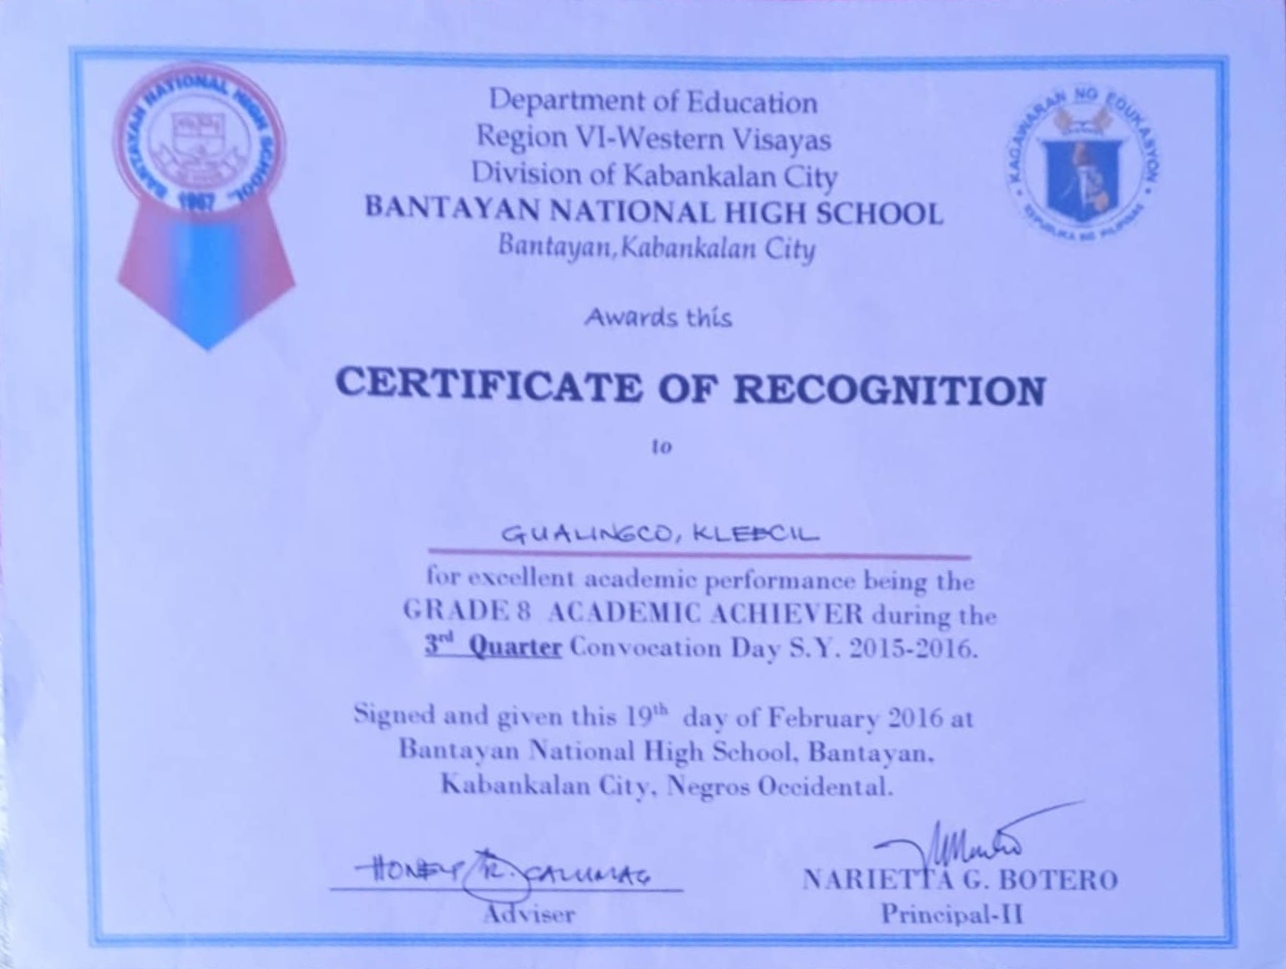 BANTAYAN NATIONAL HIGH SCHOOL
1967
KAGAWARAN NG EDUKASYON
REPUBLIKA NG PILIPINAS
Department of Education
Region VI-Western Visayas
Division of Kabankalan City
BANTAYAN NATIONAL HIGH SCHOOL
Bantayan, Kabankalan City
Awards this
CERTIFICATE OF RECOGNITION
to
GUALINGCO, KLEBCIL
for excellent academic performance being the
GRADE 8 ACADEMIC ACHIEVER during the
3rd Quarter Convocation Day S.Y. 2015-2016.
Signed and given this 19th day of February 2016 at
Bantayan National High School, Bantayan,
Kabankalan City, Negros Occidental.
HONEY R. CALUMAG
Adviser
NARIETTA G. BOTERO
Principal-II